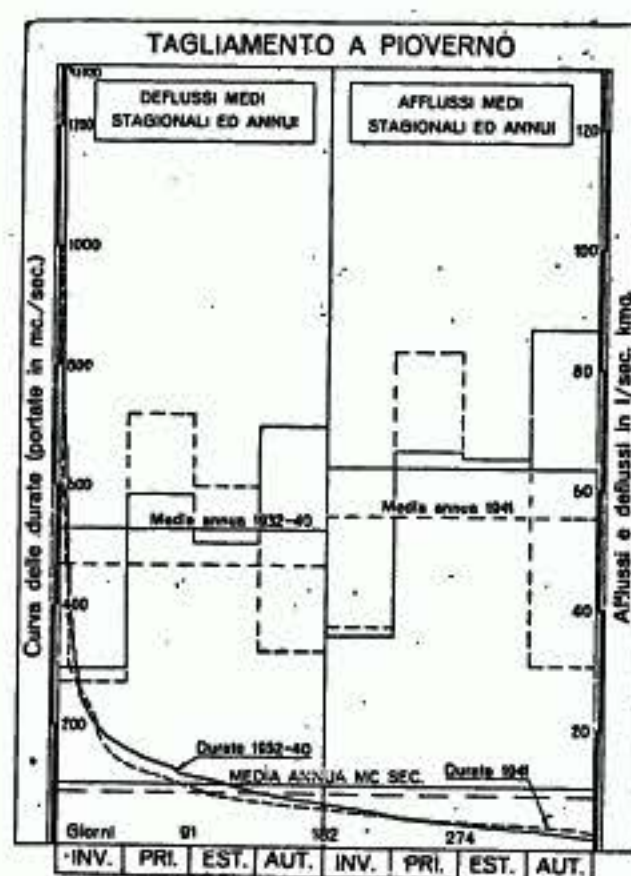 TAGLIAMENTO A PIOVERNO
DEFLUSSI MEDI
STAGIONALI ED ANNUI
AFFLUSSI MEDI
STAGIONALI ED ANNUI
Curva delle durate (portate in mc./sec.)
1000
400
200
Afflussi e deflussi in l/sec. kmq.
120
100
80
60
40
20
Media annua 1932-40
Media annua 1941
Durate 1932-40
MEDIA ANNUA MC SEC.
Durate 1941
Giorni 91 182 274
INV. PRI. EST. AUT. INV. PRI. EST. AUT.